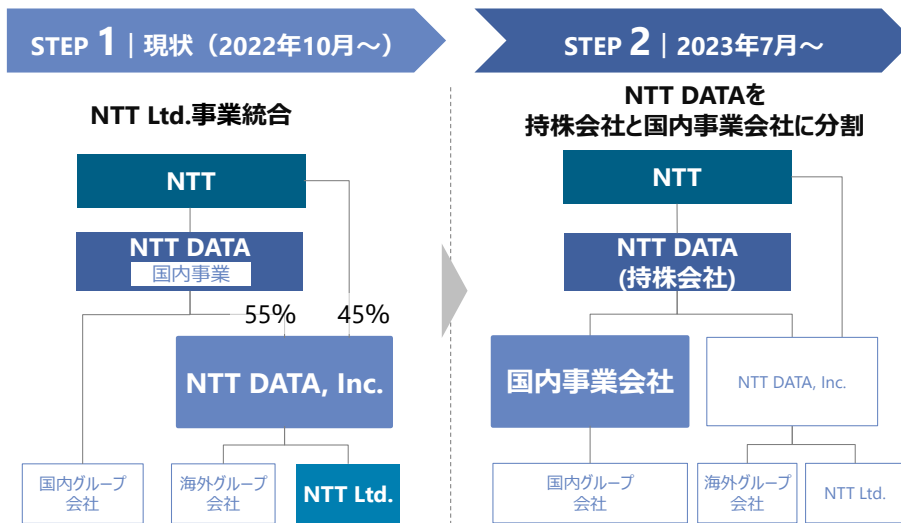 STEP 1｜現状（2022年10月～）
NTT Ltd.事業統合
NTT
NTT DATA
国内事業
55%
45%
NTT DATA, Inc.
国内グループ
会社
海外グループ
会社
NTT Ltd.
STEP 2｜2023年7月～
NTT DATAを
持株会社と国内事業会社に分割
NTT
NTT DATA
(持株会社)
国内事業会社
NTT DATA, Inc.
国内グループ
会社
海外グループ
会社
NTT Ltd.